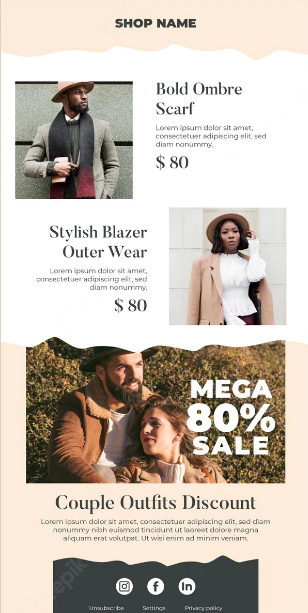 SHOP NAME
Bold Ombre
Scarf
Lorem ipsum dolor sit amet,
consectetuer adipiscing elit, sed
diam nonummy.
$ 80
Stylish Blazer
Outer Wear
Lorem ipsum dolor sit amet,
consectetuer adipiscing elit, sed
diam nonummy,
$ 80
MEGA
80%
SALE
Couple Outfits Discount
Lorem ipsum dolor sit amet, consectetuer adipiscing elit, sed
diam nonummy nibh euismod tincidunt ut laoreet dolore magna
aliquam erat volutpat. Ut wisi enim ad minim veniam.
Unsubscribe Settings Privacy policy